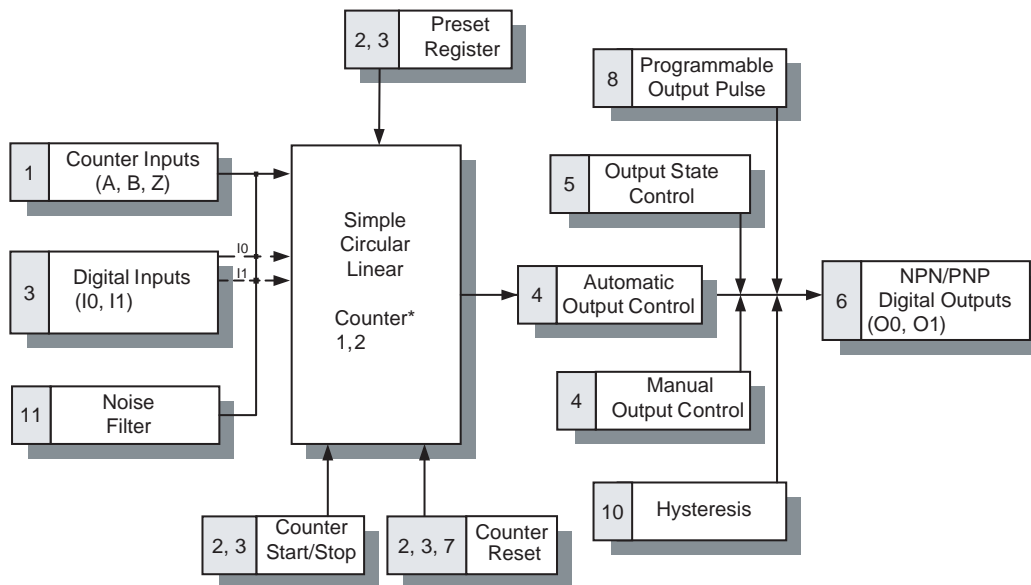 2, 3
Preset
Register
8
Programmable
Output Pulse
1
Counter Inputs
(A, B, Z)
5
Output State
Control
3
Digital Inputs
(I0, I1)
I0
I1
Simple
Circular
Linear
Counter*
1,2
4
Automatic
Output Control
6
NPN/PNP
Digital Outputs
(O0, O1)
11
Noise
Filter
4
Manual
Output Control
2, 3
Counter
Start/Stop
2, 3, 7
Counter
Reset
10
Hysteresis